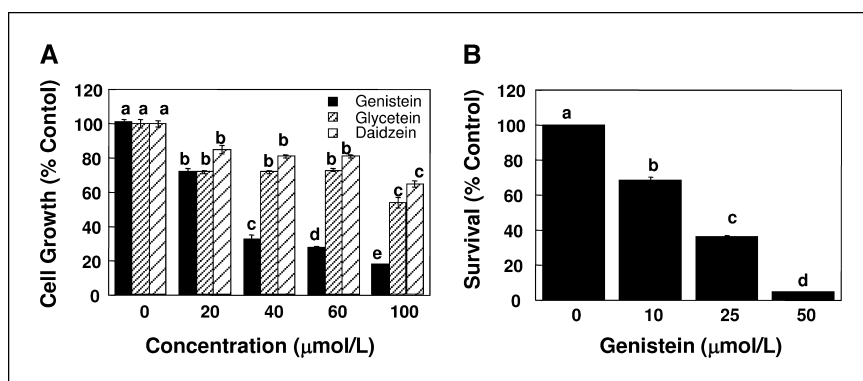 A
Cell Growth (% Contol)
120
100
80
60
40
20
0
a a a
b b b
c b b
d b b
e c c
Genistein
Glycetein
Daidzein
0 20 40 60 100
Concentration (μmol/L)
B
Survival (% Control)
120
100
80
60
40
20
0
a
b
c
d
0 10 25 50
Genistein (μmol/L)